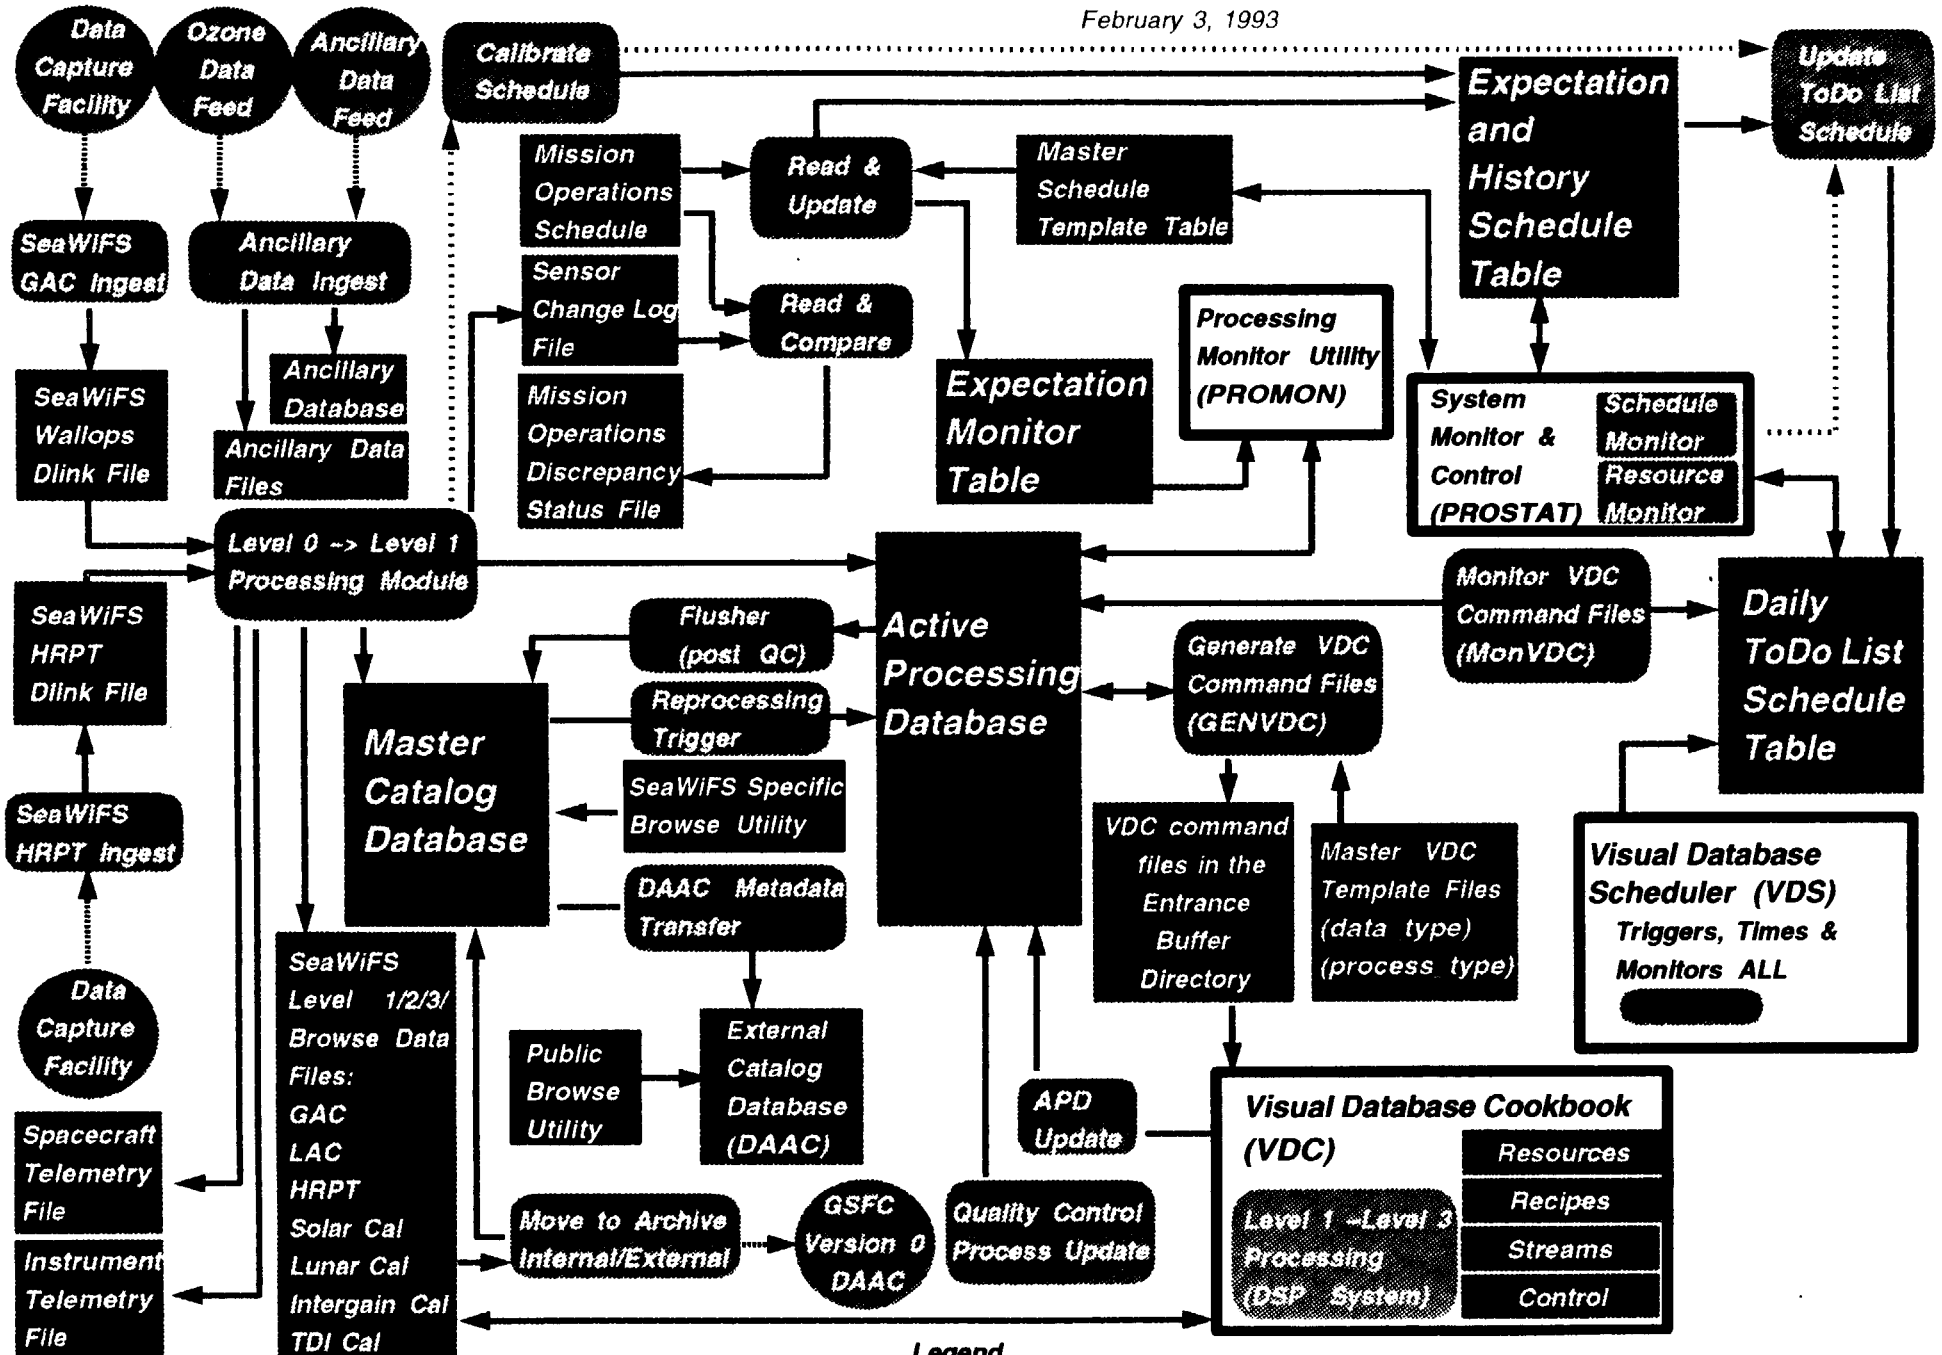 February 3, 1993
Data
Capture
Facility
Ozone
Data
Feed
Ancillary
Data
Feed
Calibrate
Schedule
Expectation
and
History
Schedule
Table
Update
ToDo List
Schedule
Mission
Operations
Schedule
Read &
Update
Master
Schedule
Template Table
SeaWiFS
GAC Ingest
Ancillary
Data Ingest
Sensor
Change Log
File
Read &
Compare
Processing
Monitor Utility
(PROMON)
Ancillary
Database
SeaWiFS
Wallops
Dlink File
Ancillary Data
Files
Mission
Operations
Discrepancy
Status File
Expectation
Monitor
Table
System
Monitor &
Control
(PROSTAT)
Schedule
Monitor
Resource
Monitor
Level 0 --> Level 1
Processing Module
SeaWiFS
HRPT
Dlink File
Flusher
(post QC)
Active
Processing
Database
Generate VDC
Command Files
(GENVDC)
Monitor VDC
Command Files
(MonVDC)
Daily
ToDo List
Schedule
Table
Reprocessing
Trigger
Master
Catalog
Database
SeaWiFS Specific
Browse Utility
SeaWiFS
HRPT Ingest
DAAC Metadata
Transfer
VDC command
files in the
Entrance
Buffer
Directory
Master VDC
Template Files
(data type)
(process type)
Visual Database
Scheduler (VDS)
Triggers, Times &
Monitors ALL
Data
Capture
Facility
SeaWiFS
Level 1/2/3/
Browse Data
Files:
GAC
LAC
HRPT
Solar Cal
Lunar Cal
Intergain Cal
TDI Cal
Public
Browse
Utility
External
Catalog
Database
(DAAC)
APD
Update
Visual Database Cookbook
(VDC)
Resources
Recipes
Streams
Control
Level 1 -Level 3
Processing
(DSP System)
Spacecraft
Telemetry
File
Instrument
Telemetry
File
Move to Archive
Internal/External
GSFC
Version 0
DAAC
Quality Control
Process Update
Legend